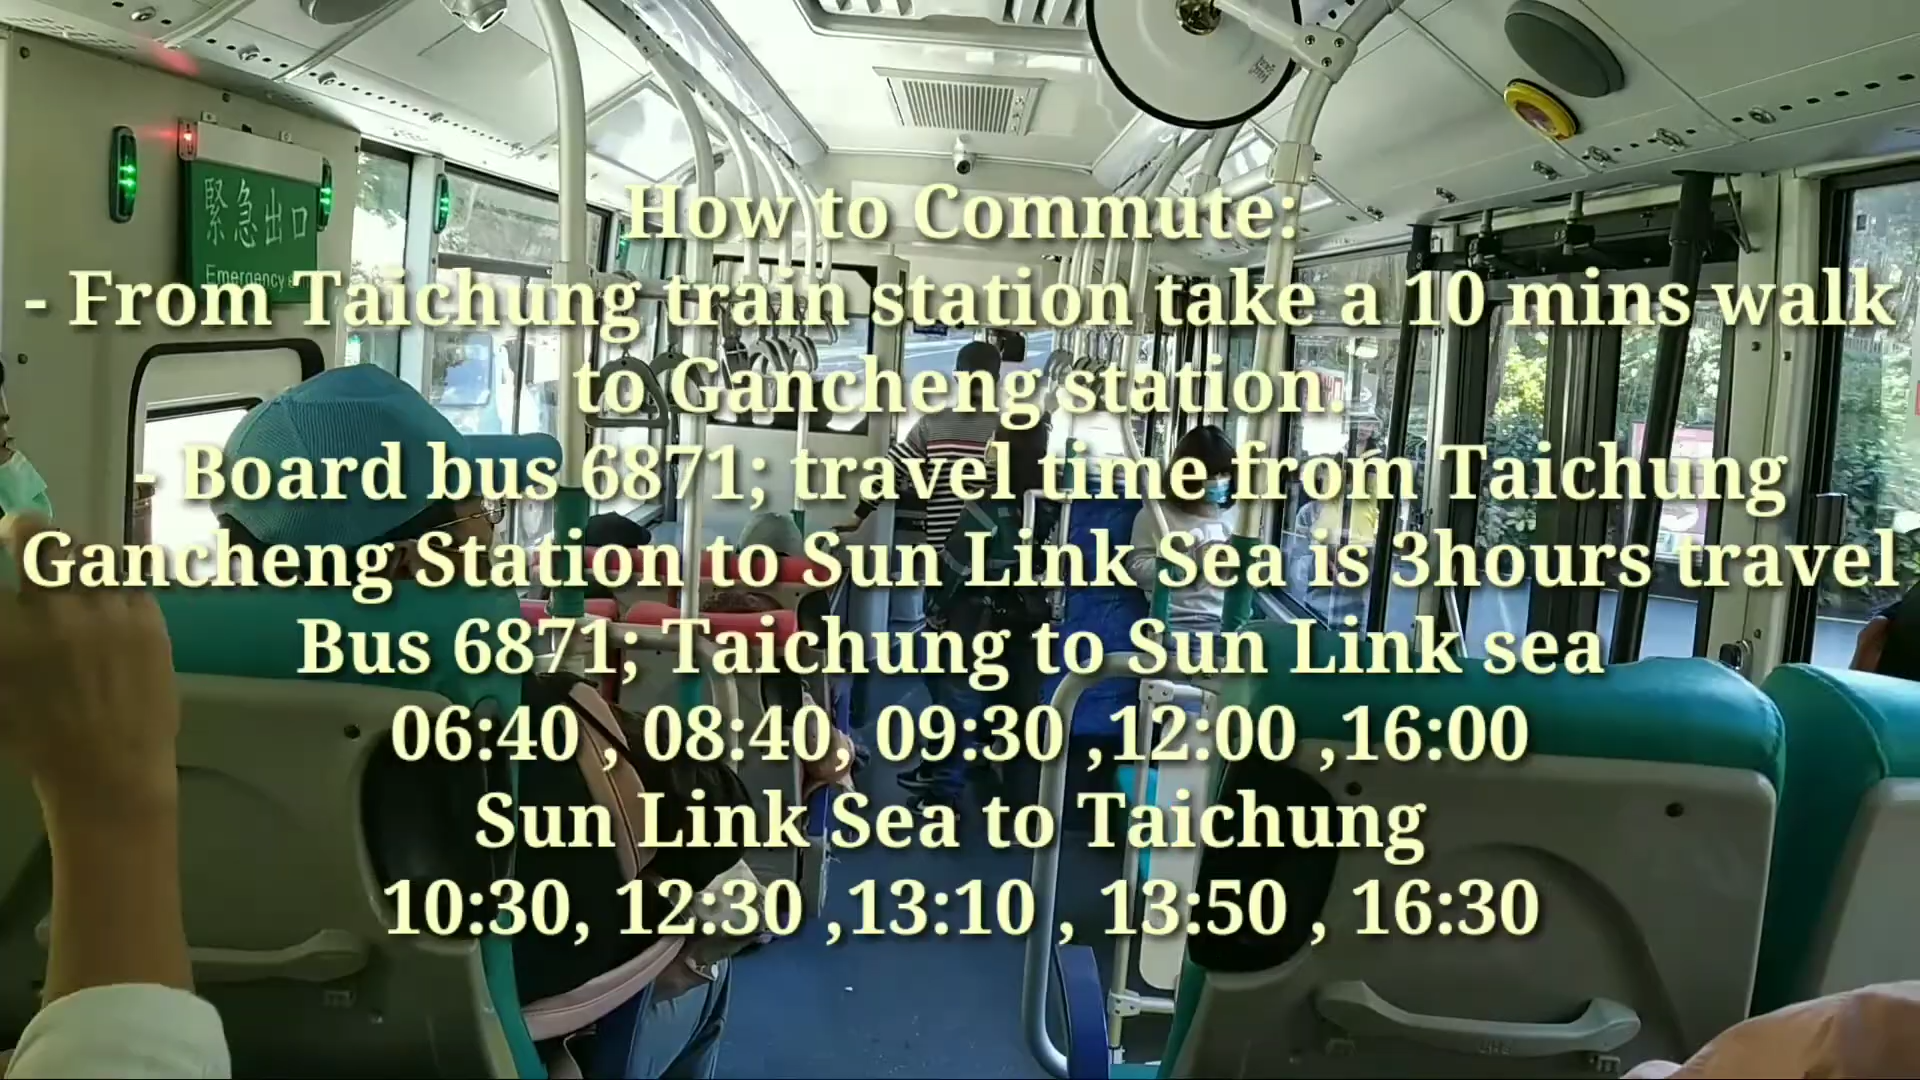 緊急出口
Emergency
How to Commute:
- From Taichung train station take a 10 mins walk
to Gancheng station.
- Board bus 6871; travel time from Taichung
Gancheng Station to Sun Link Sea is 3hours travel
Bus 6871; Taichung to Sun Link sea
06:40 , 08:40, 09:30 ,12:00 ,16:00
Sun Link Sea to Taichung
10:30, 12:30 ,13:10 , 13:50 , 16:30